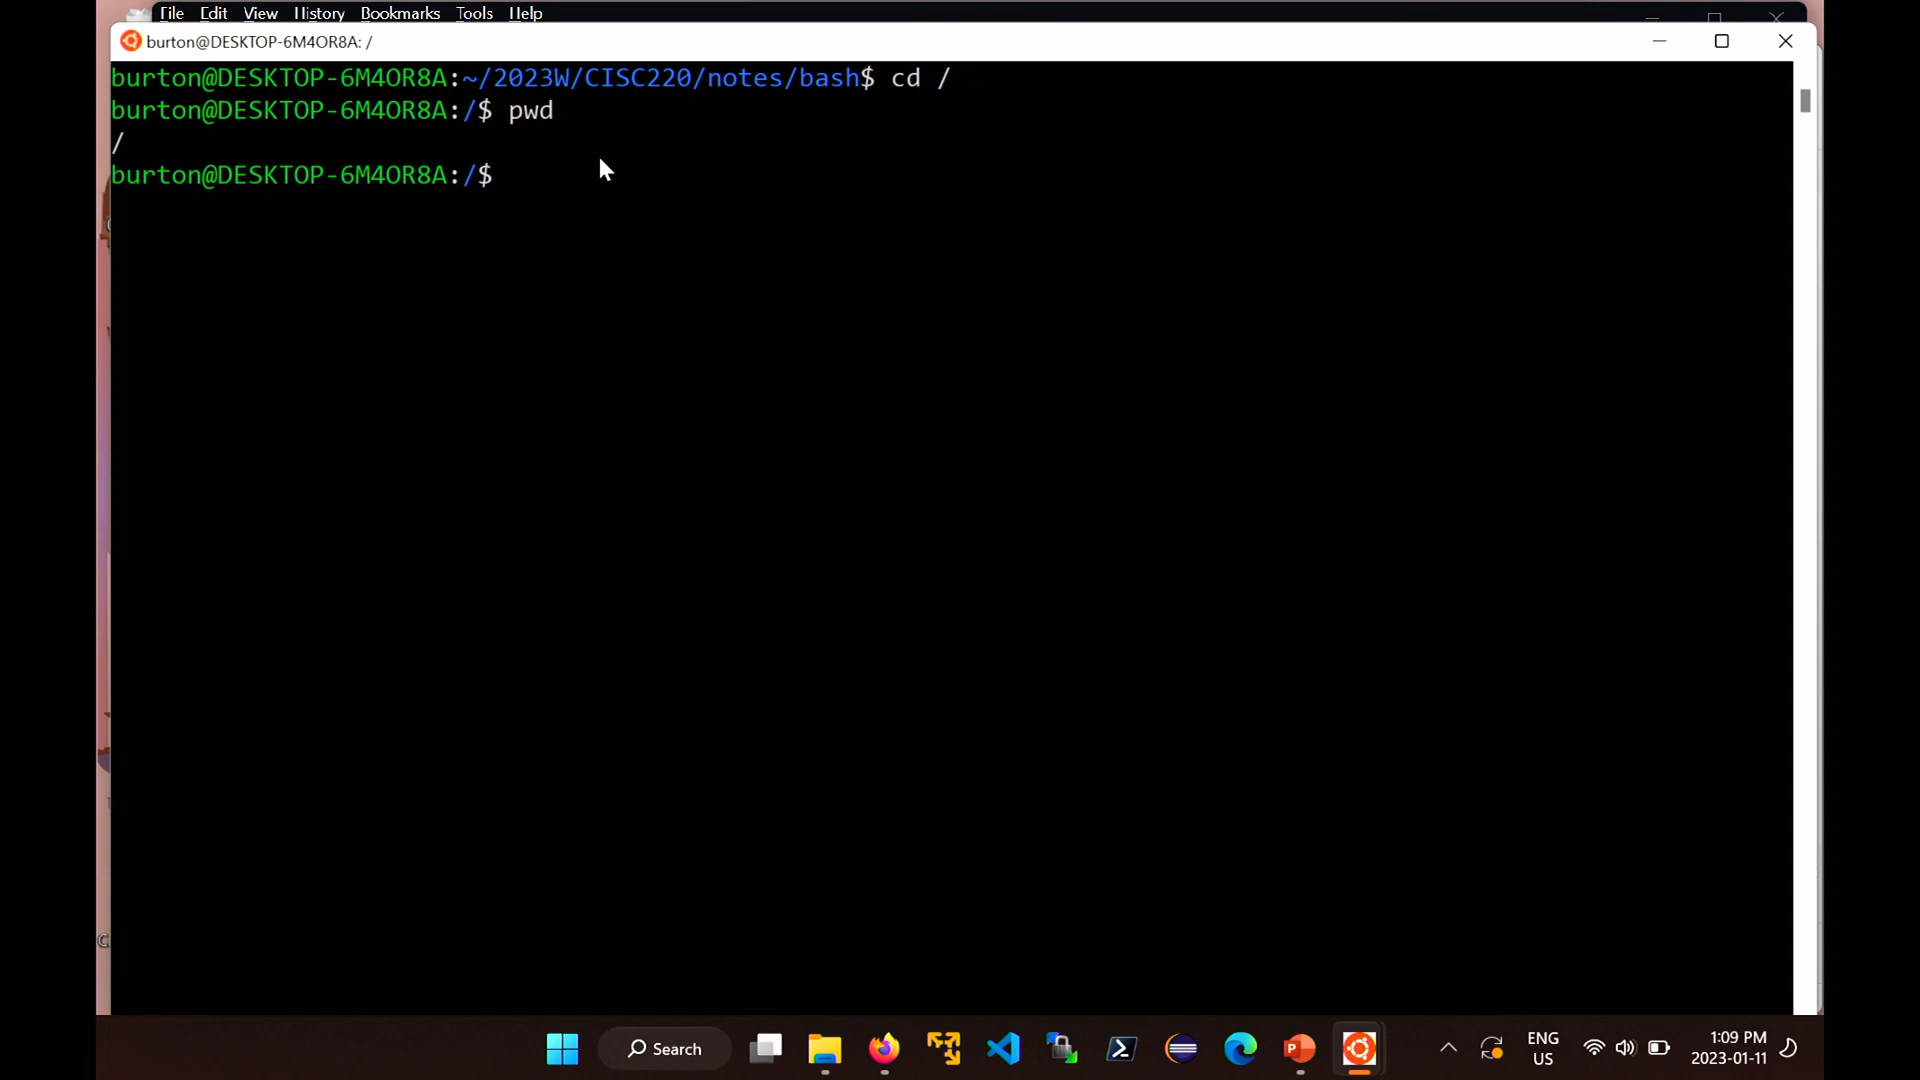 File Edit View History Bookmarks Tools Help
burton@DESKTOP-6M4OR8A: /
burton@DESKTOP-6M4OR8A:~/2023W/CISC220/notes/bash$ cd /
burton@DESKTOP-6M4OR8A:/$ pwd
/
burton@DESKTOP-6M4OR8A:/$
Search
ENG
US
1:09 PM
2023-01-11